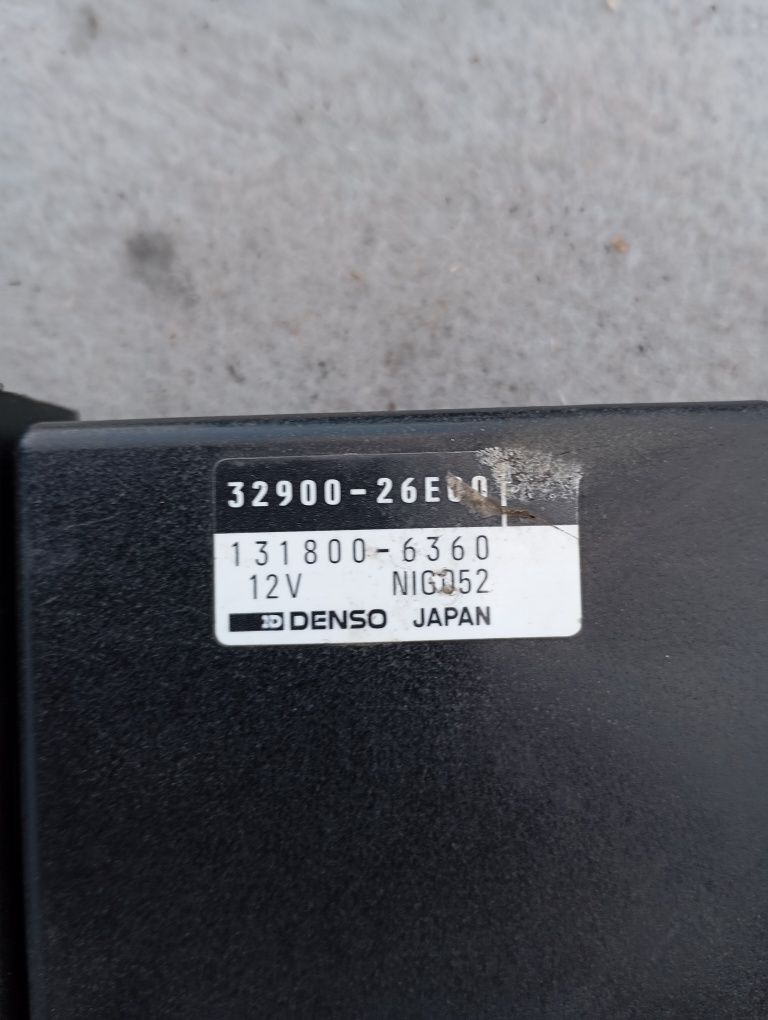 32900-26E00
131800-6360
12V NIG052
DENSO JAPAN